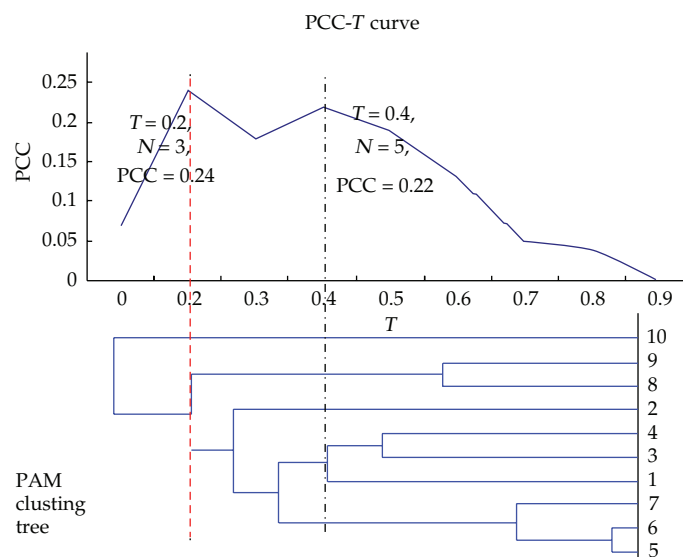 PCC-T curve
0.25
0.2
0.15
0.1
0.05
0
PCC
T = 0.2,
N = 3,
PCC = 0.24
T = 0.4,
N = 5,
PCC = 0.22
0 0.2 0.3 0.4 0.5 0.6 0.7 0.8 0.9
T
10
9
8
2
4
3
1
7
6
5
PAM
clusting
tree